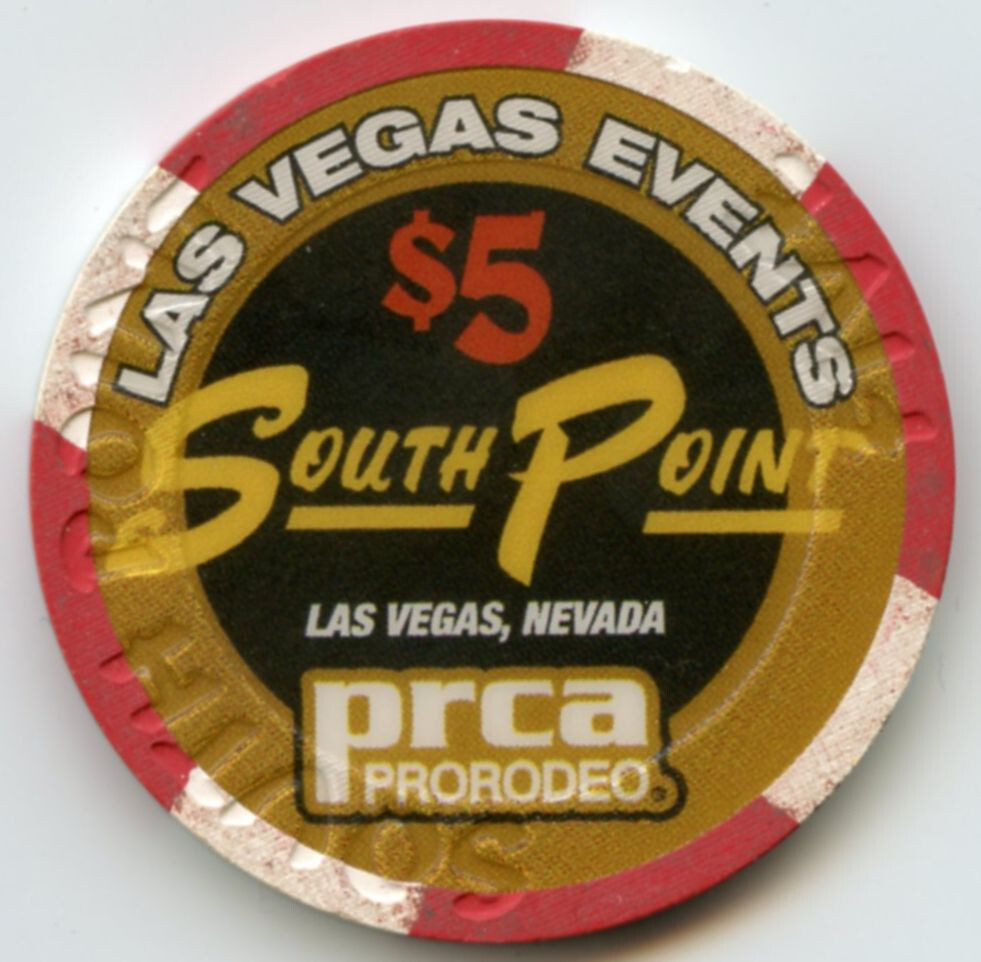 LAS VEGAS EVENTS
$5
SOUTH POINT
LAS VEGAS, NEVADA
prca
PRORODEO